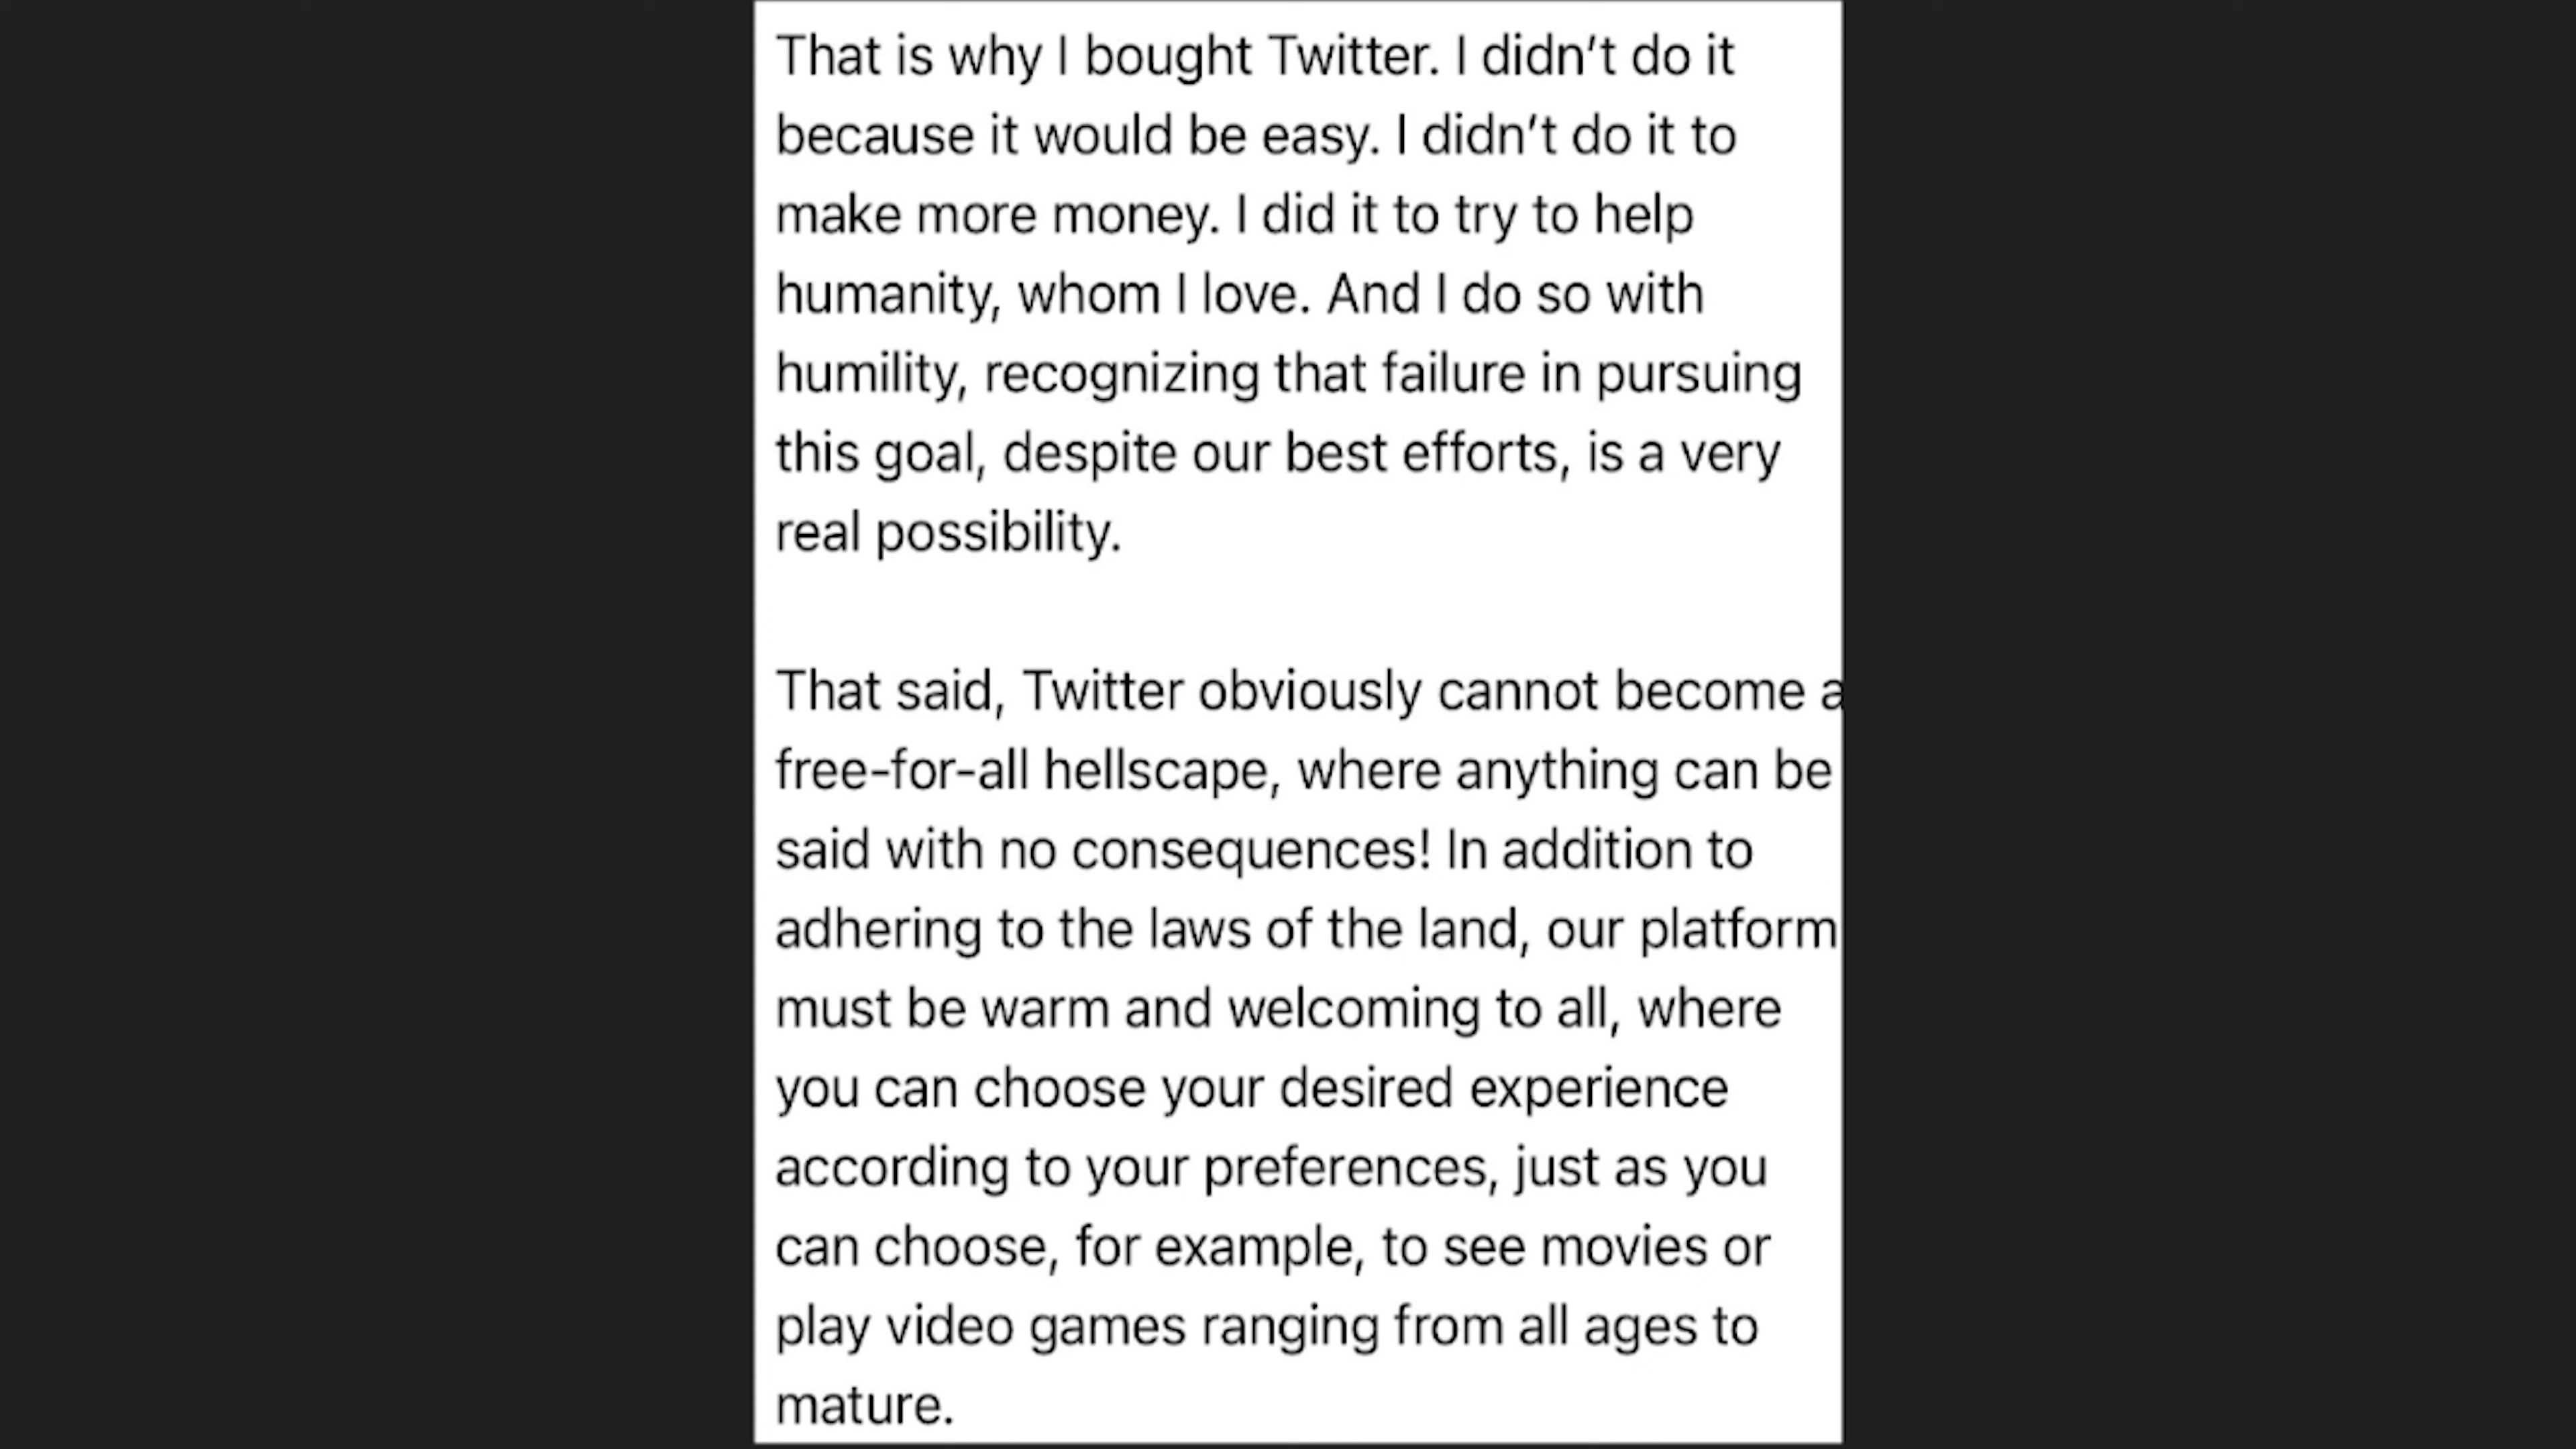 That is why I bought Twitter. I didn’t do it
because it would be easy. I didn’t do it to
make more money. I did it to try to help
humanity, whom I love. And I do so with
humility, recognizing that failure in pursuing
this goal, despite our best efforts, is a very
real possibility.
That said, Twitter obviously cannot become a
free-for-all hellscape, where anything can be
said with no consequences! In addition to
adhering to the laws of the land, our platform
must be warm and welcoming to all, where
you can choose your desired experience
according to your preferences, just as you
can choose, for example, to see movies or
play video games ranging from all ages to
mature.